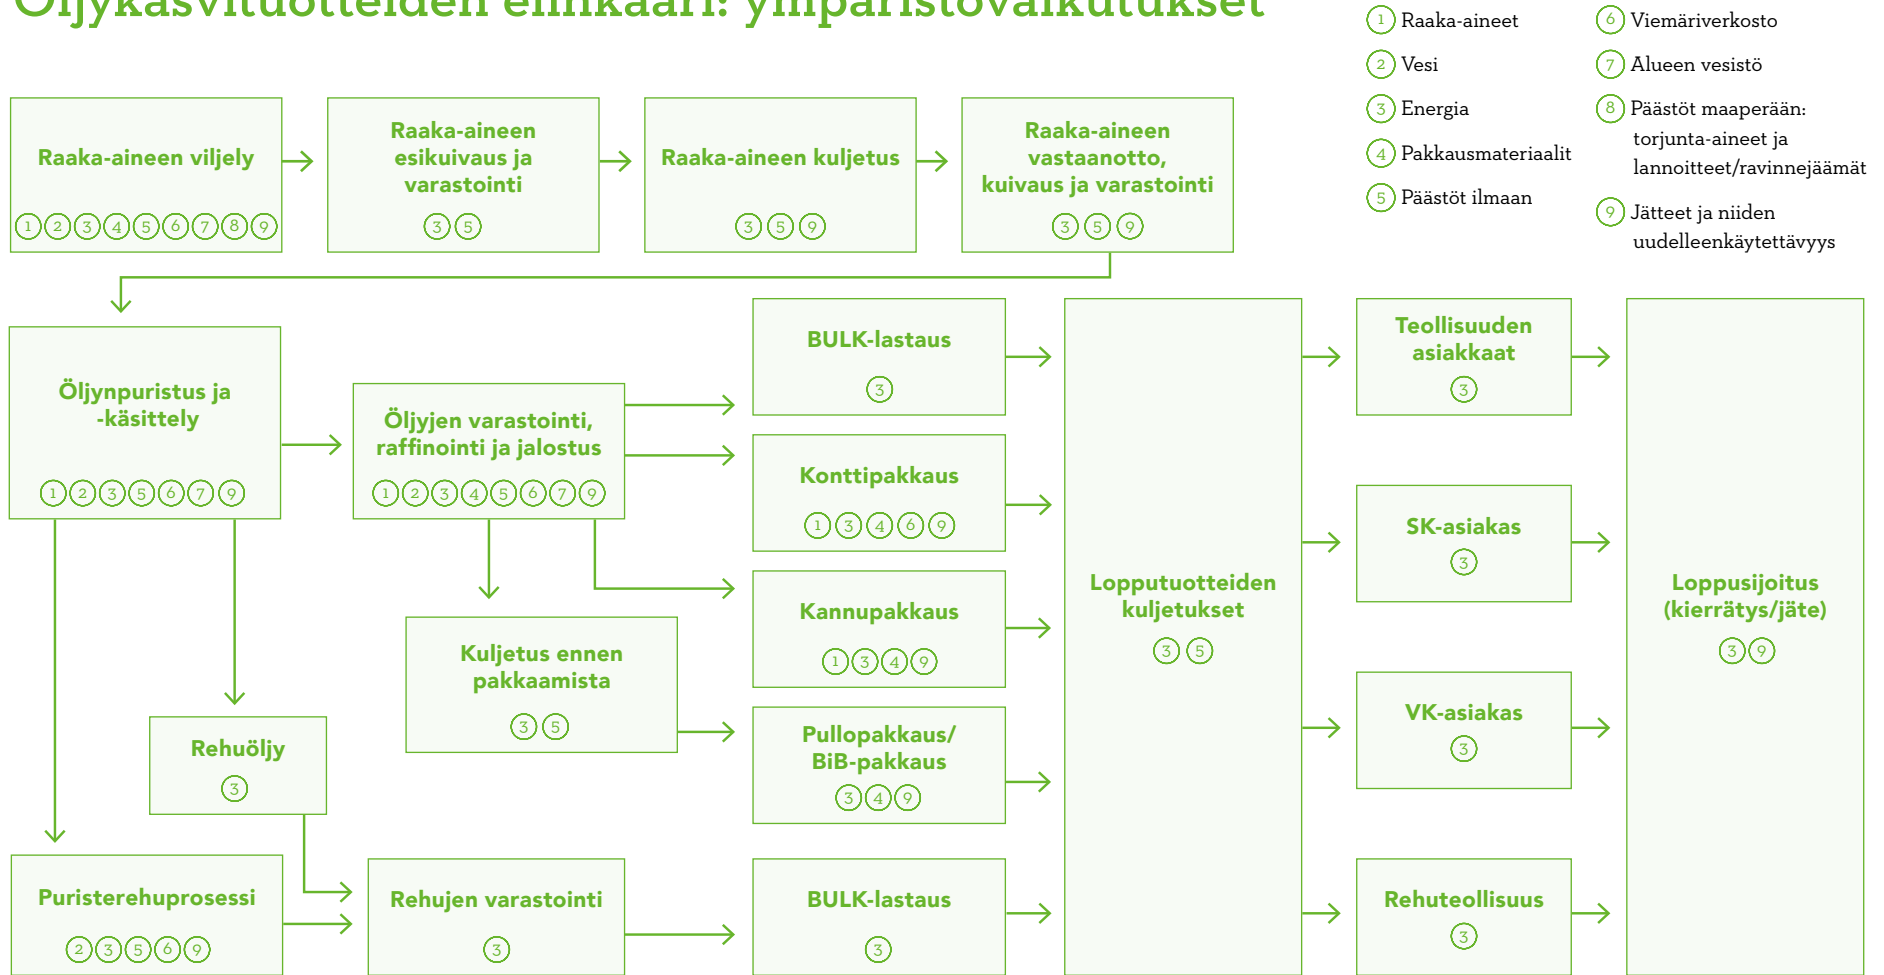 Öljykasvituotteiden elinkaari: ympäristövaikutukset
1 Raaka-aineet
2 Vesi
3 Energia
4 Pakkausmateriaalit
5 Päästöt ilmaan
6 Viemäriverkosto
7 Alueen vesistö
8 Päästöt maaperään:
torjunta-aineet ja
lannoitteet/ravinnejäämät
9 Jätteet ja niiden
uudelleenkäytettävyys
Raaka-aineen viljely
1 2 3 4 5 6 7 8 9
Raaka-aineen
esikuivaus ja
varastointi
3 5
Raaka-aineen kuljetus
3 5 9
Raaka-aineen
vastaanotto,
kuivaus ja varastointi
3 5 9
Öljynpuristus ja
-käsittely
1 2 3 5 6 7 9
Öljyjen varastointi,
raffinointi ja jalostus
1 2 3 4 5 6 7 9
BULK-lastaus
3
Konttipakkaus
1 3 4 6 9
Kannupakkaus
1 3 4 9
Kuljetus ennen
pakkaamista
3 5
Pullopakkaus/
BiB-pakkaus
3 4 9
Rehuöljy
3
Puristerehuprosessi
2 3 5 6 9
Rehujen varastointi
3
BULK-lastaus
3
Lopputuotteiden
kuljetukset
3 5
Teollisuuden
asiakkaat
3
SK-asiakas
3
VK-asiakas
3
Rehuteollisuus
3
Loppusijoitus
(kierrätys/jäte)
3 9